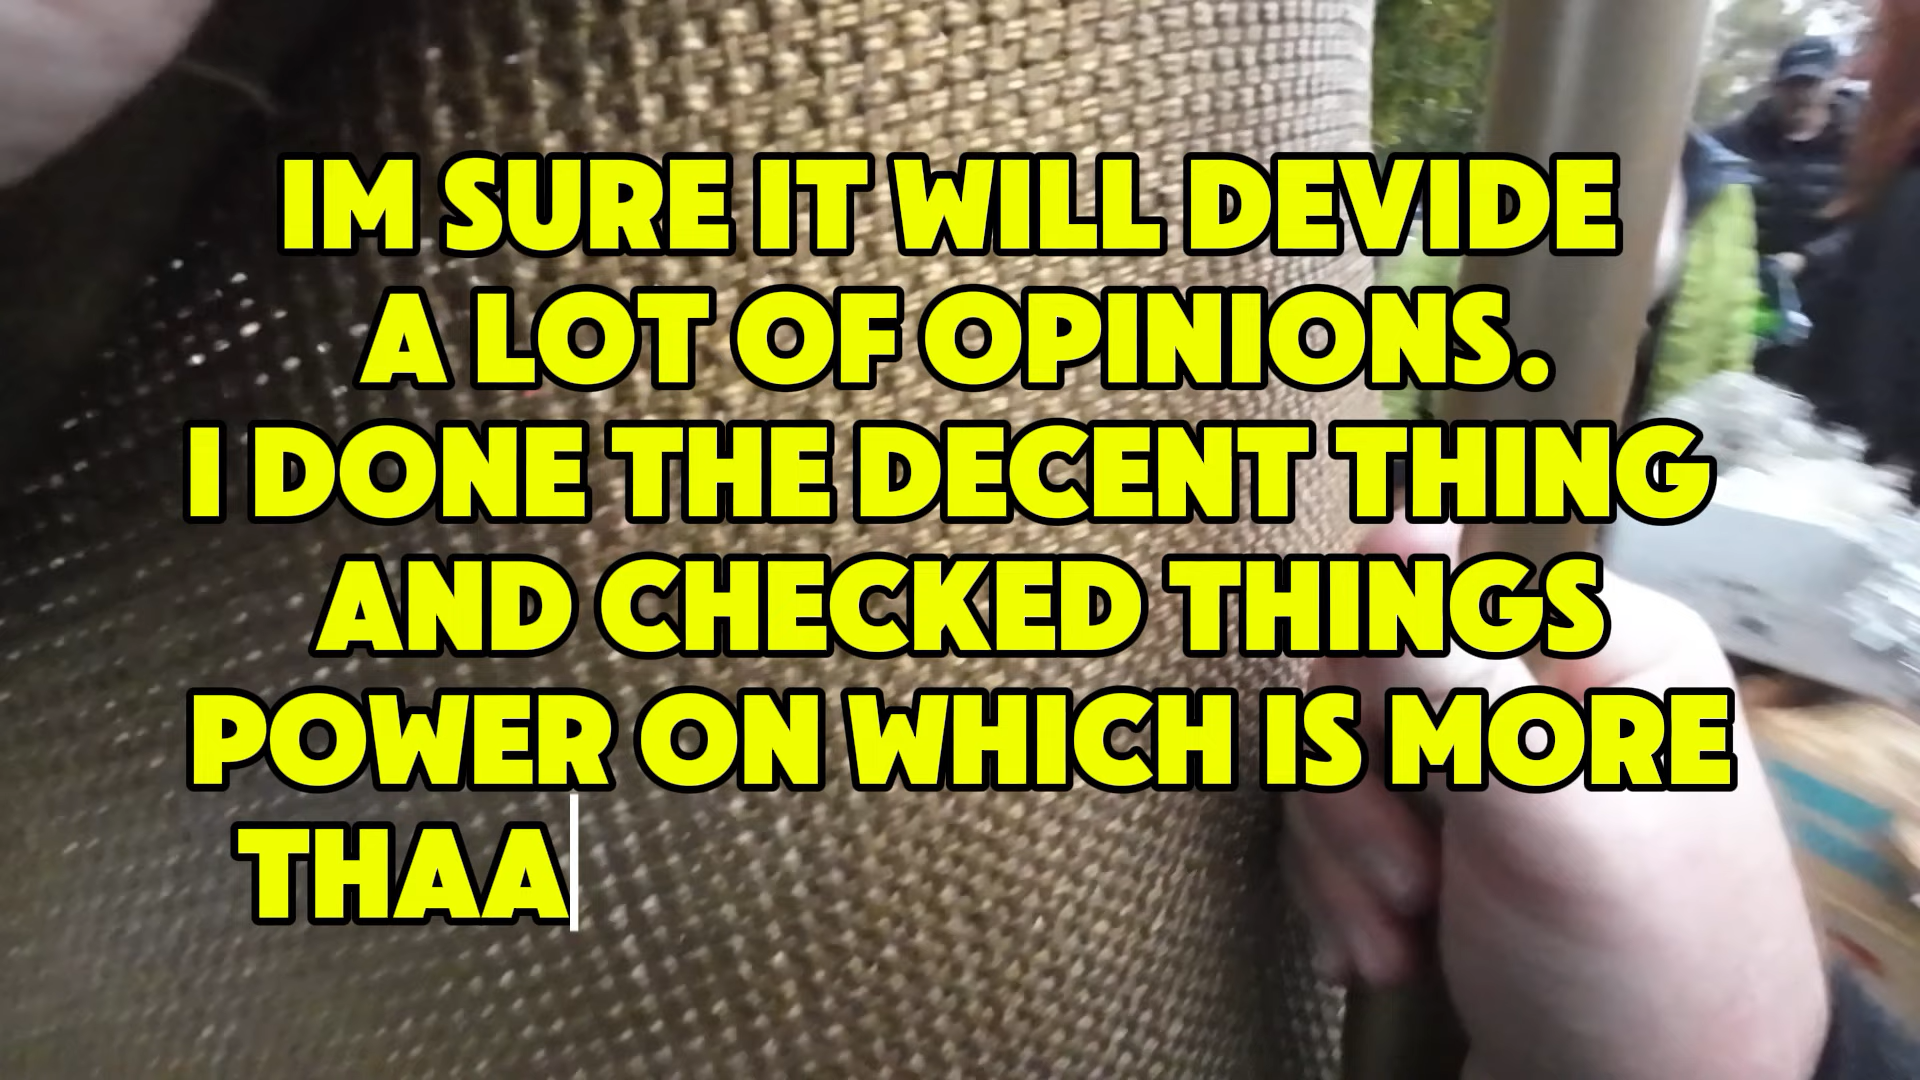 IM SURE IT WILL DEVIDE
A LOT OF OPINIONS.
I DONE THE DECENT THING
AND CHECKED THINGS
POWER ON WHICH IS MORE
THAA